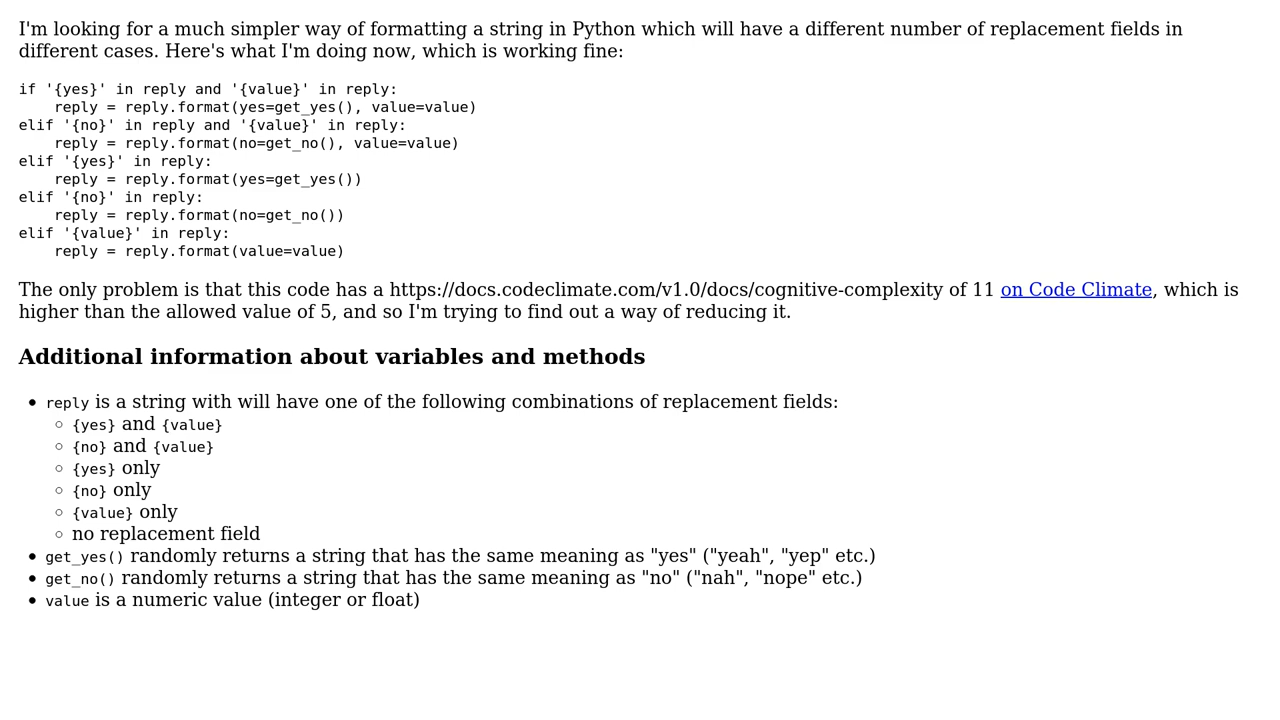 I'm looking for a much simpler way of formatting a string in Python which will have a different number of replacement fields in
different cases. Here's what I'm doing now, which is working fine:
if '{yes}' in reply and '{value}' in reply:
    reply = reply.format(yes=get_yes(), value=value)
elif '{no}' in reply and '{value}' in reply:
    reply = reply.format(no=get_no(), value=value)
elif '{yes}' in reply:
    reply = reply.format(yes=get_yes())
elif '{no}' in reply:
    reply = reply.format(no=get_no())
elif '{value}' in reply:
    reply = reply.format(value=value)
The only problem is that this code has a https://docs.codeclimate.com/v1.0/docs/cognitive-complexity of 11 on Code Climate, which is
higher than the allowed value of 5, and so I'm trying to find out a way of reducing it.
Additional information about variables and methods
• reply is a string with will have one of the following combinations of replacement fields:
◦ {yes} and {value}
◦ {no} and {value}
◦ {yes} only
◦ {no} only
◦ {value} only
◦ no replacement field
• get_yes() randomly returns a string that has the same meaning as "yes" ("yeah", "yep" etc.)
• get_no() randomly returns a string that has the same meaning as "no" ("nah", "nope" etc.)
• value is a numeric value (integer or float)